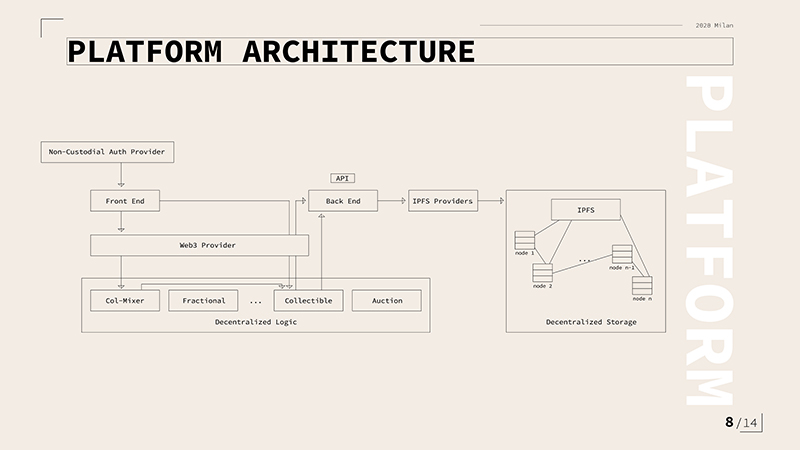 2020 Milan
PLATFORM ARCHITECTURE
PLATFORM
Non-Custodial Auth Provider
API
Front End
Back End
IPFS Providers
IPFS
Web3 Provider
node 1
...
node n-1
node 2
node n
Col-Mixer
Fractional
...
Collectible
Auction
Decentralized Logic
Decentralized Storage
8/14